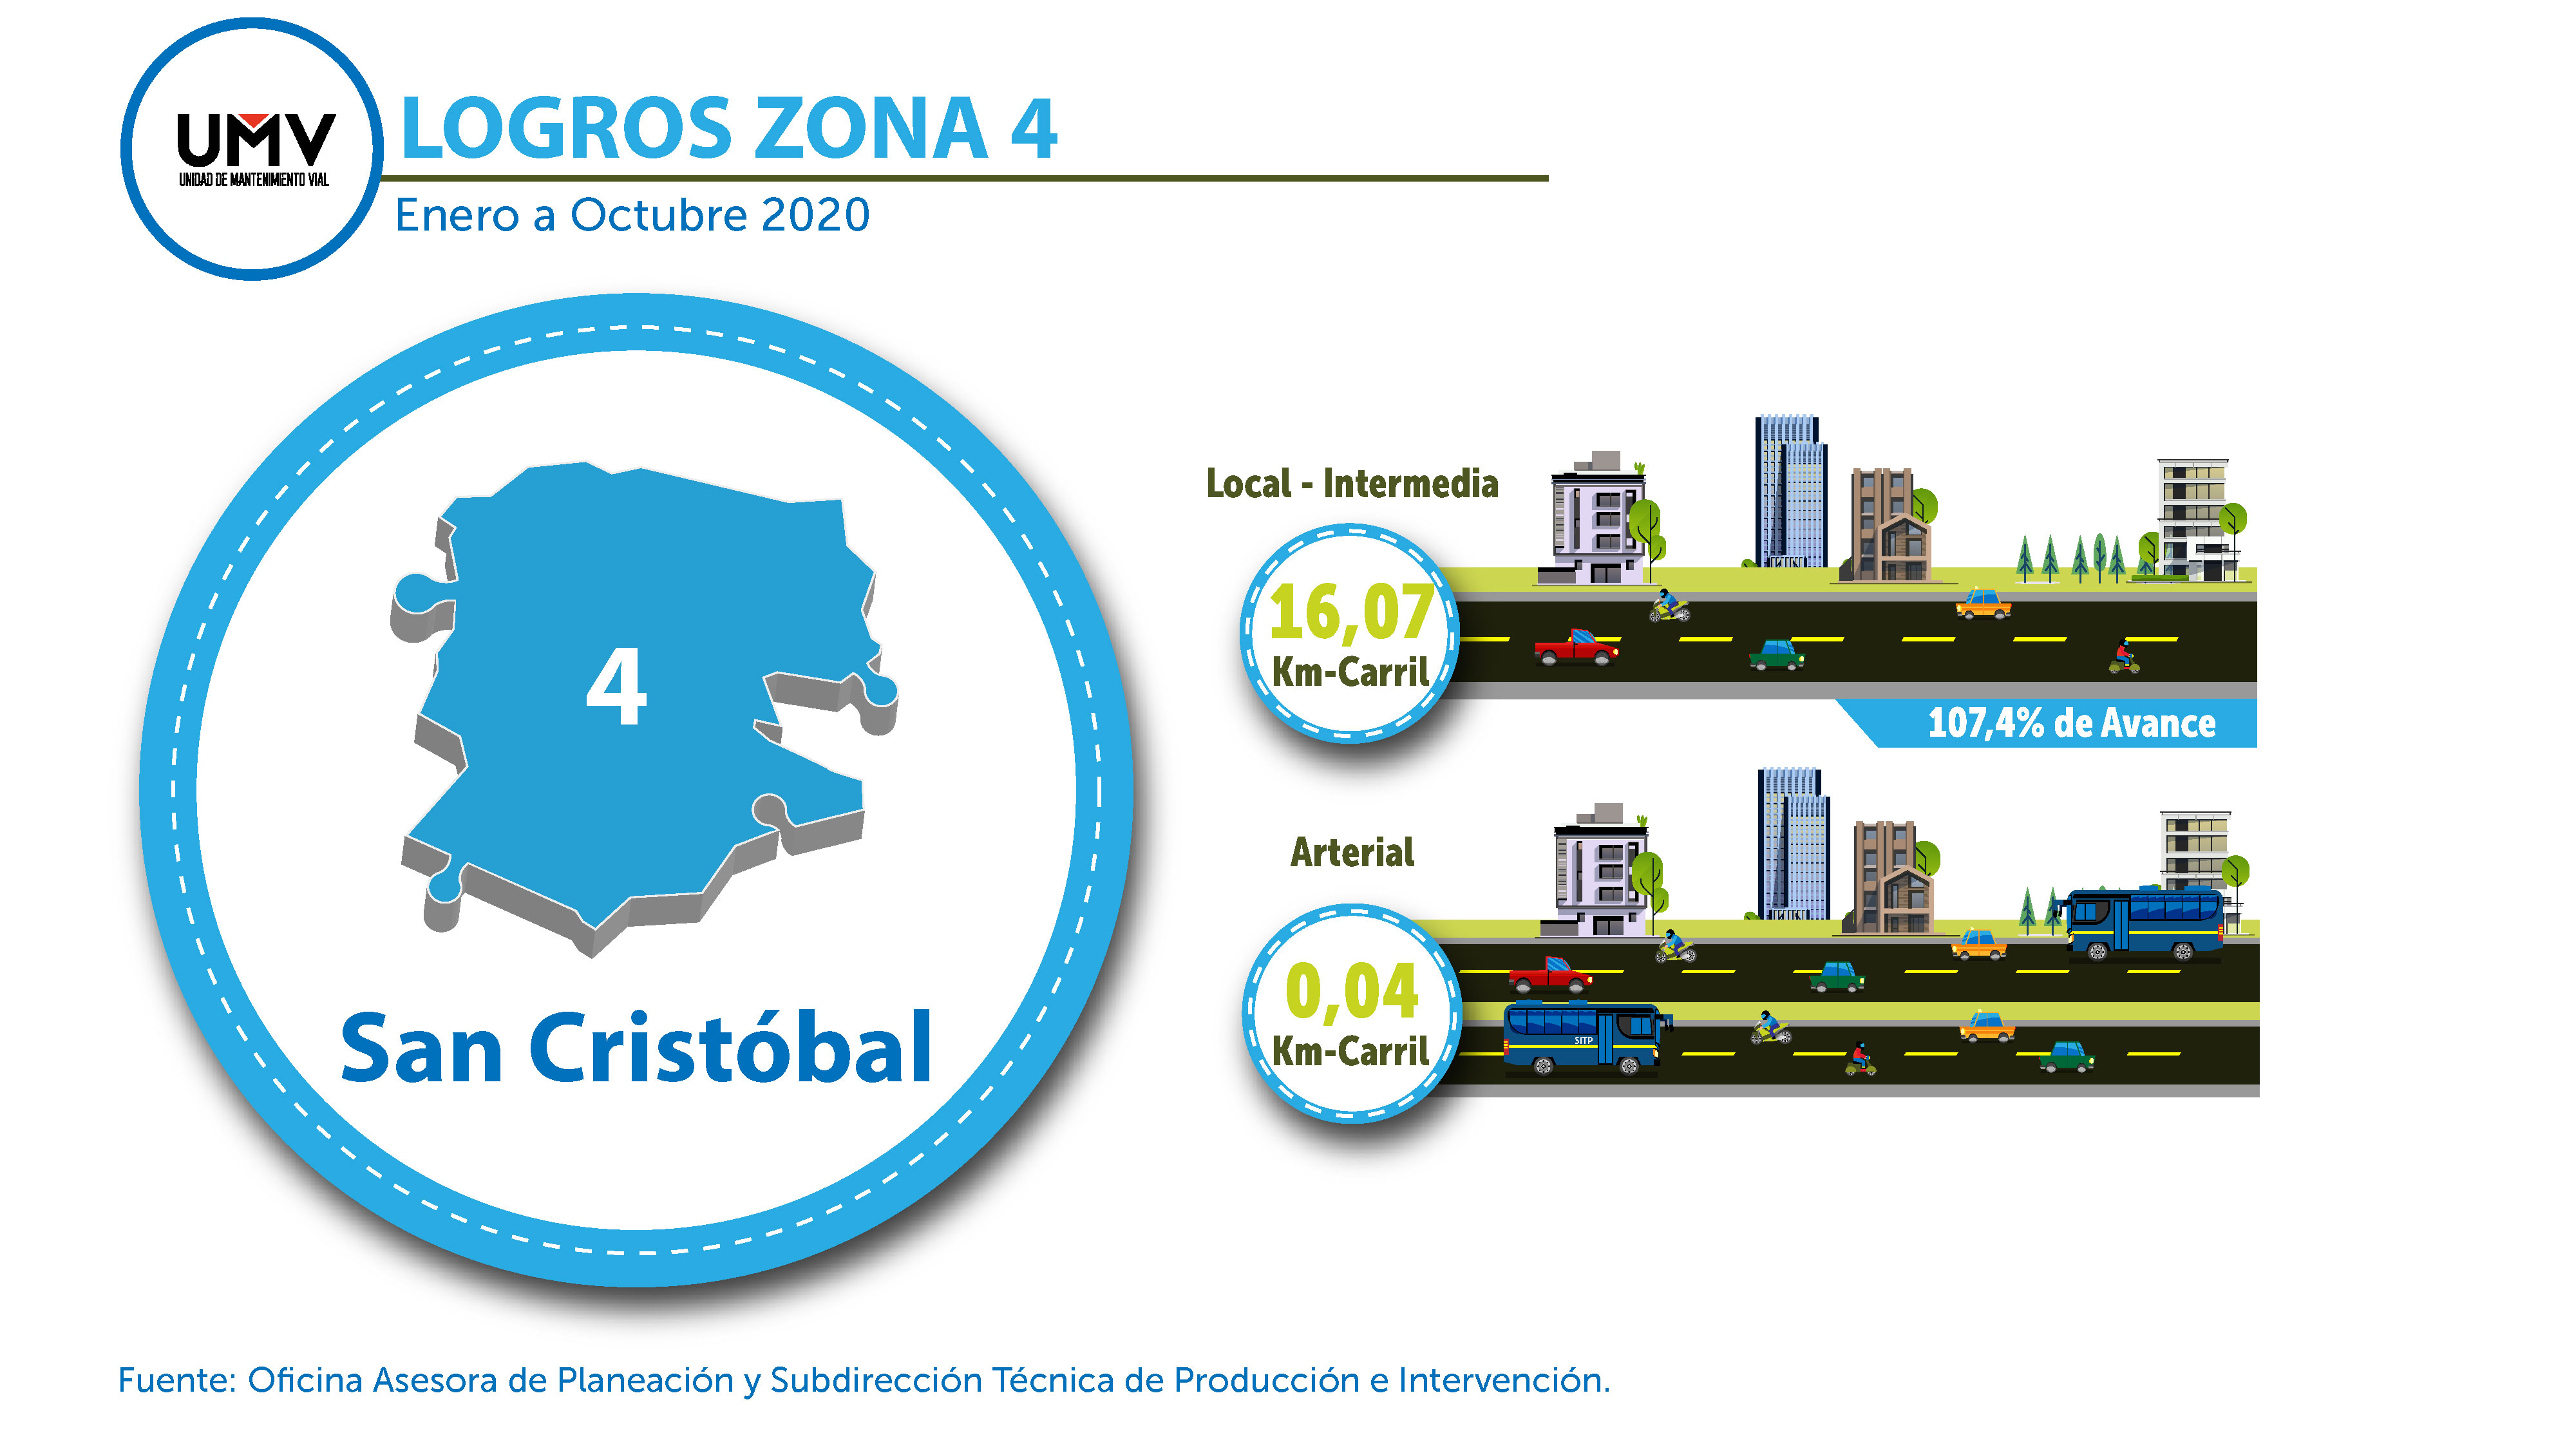 UMV
UNIDAD DE MANTENIMIENTO VIAL
LOGROS ZONA 4
Enero a Octubre 2020
4
San Cristóbal
Local - Intermedia
16,07
Km-Carril
107,4% de Avance
Arterial
0,04
Km-Carril
SITP
Fuente: Oficina Asesora de Planeación y Subdirección Técnica de Producción e Intervención.